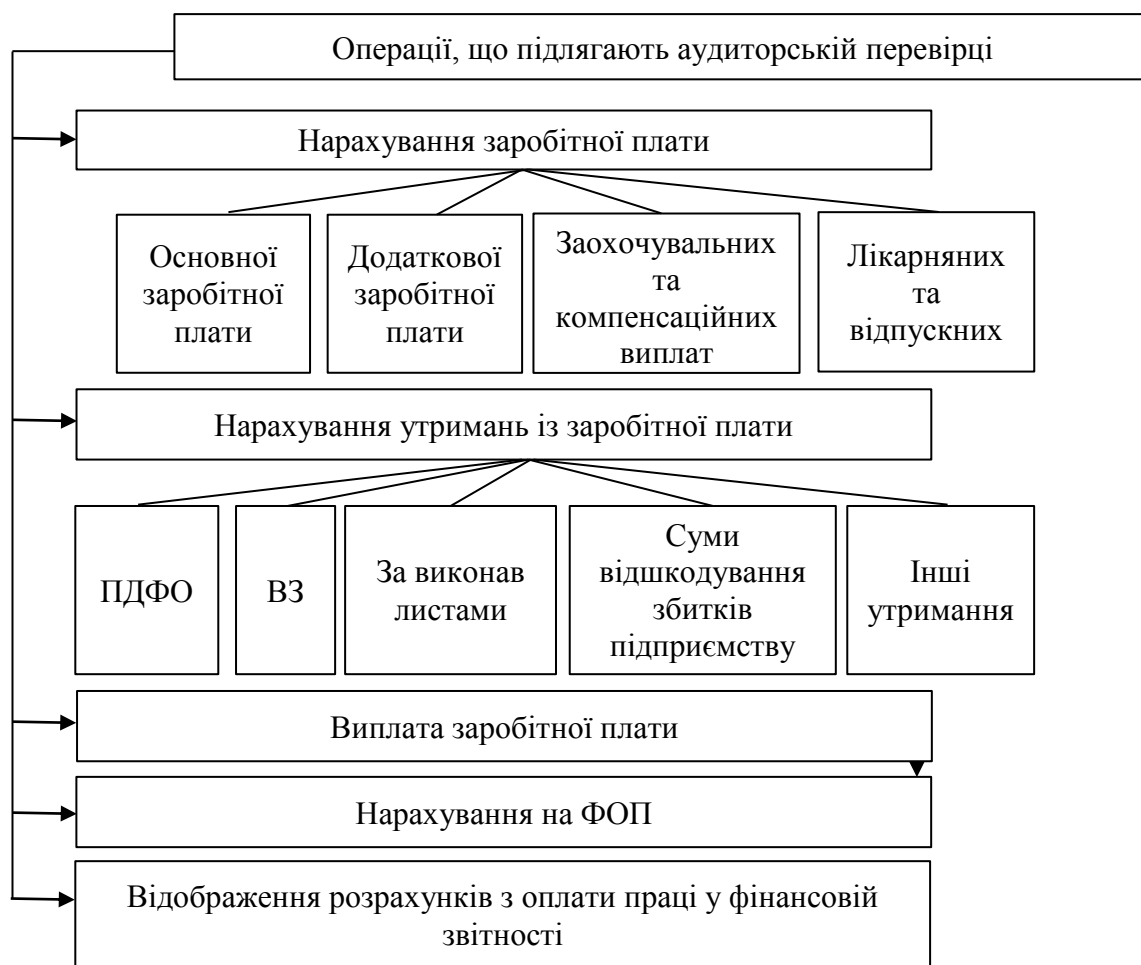 Операції, що підлягають аудиторській перевірці
Нарахування заробітної плати
Основної
заробітної
плати
Додаткової
заробітної
плати
Заохочувальних
та
компенсаційних
виплат
Лікарняних
та
відпускних
Нарахування утримань із заробітної плати
ПДФО
ВЗ
За виконав
листами
Суми
відшкодування
збитків
підприємству
Інші
утримання
Виплата заробітної плати
Нарахування на ФОП
Відображення розрахунків з оплати праці у фінансовій
звітності